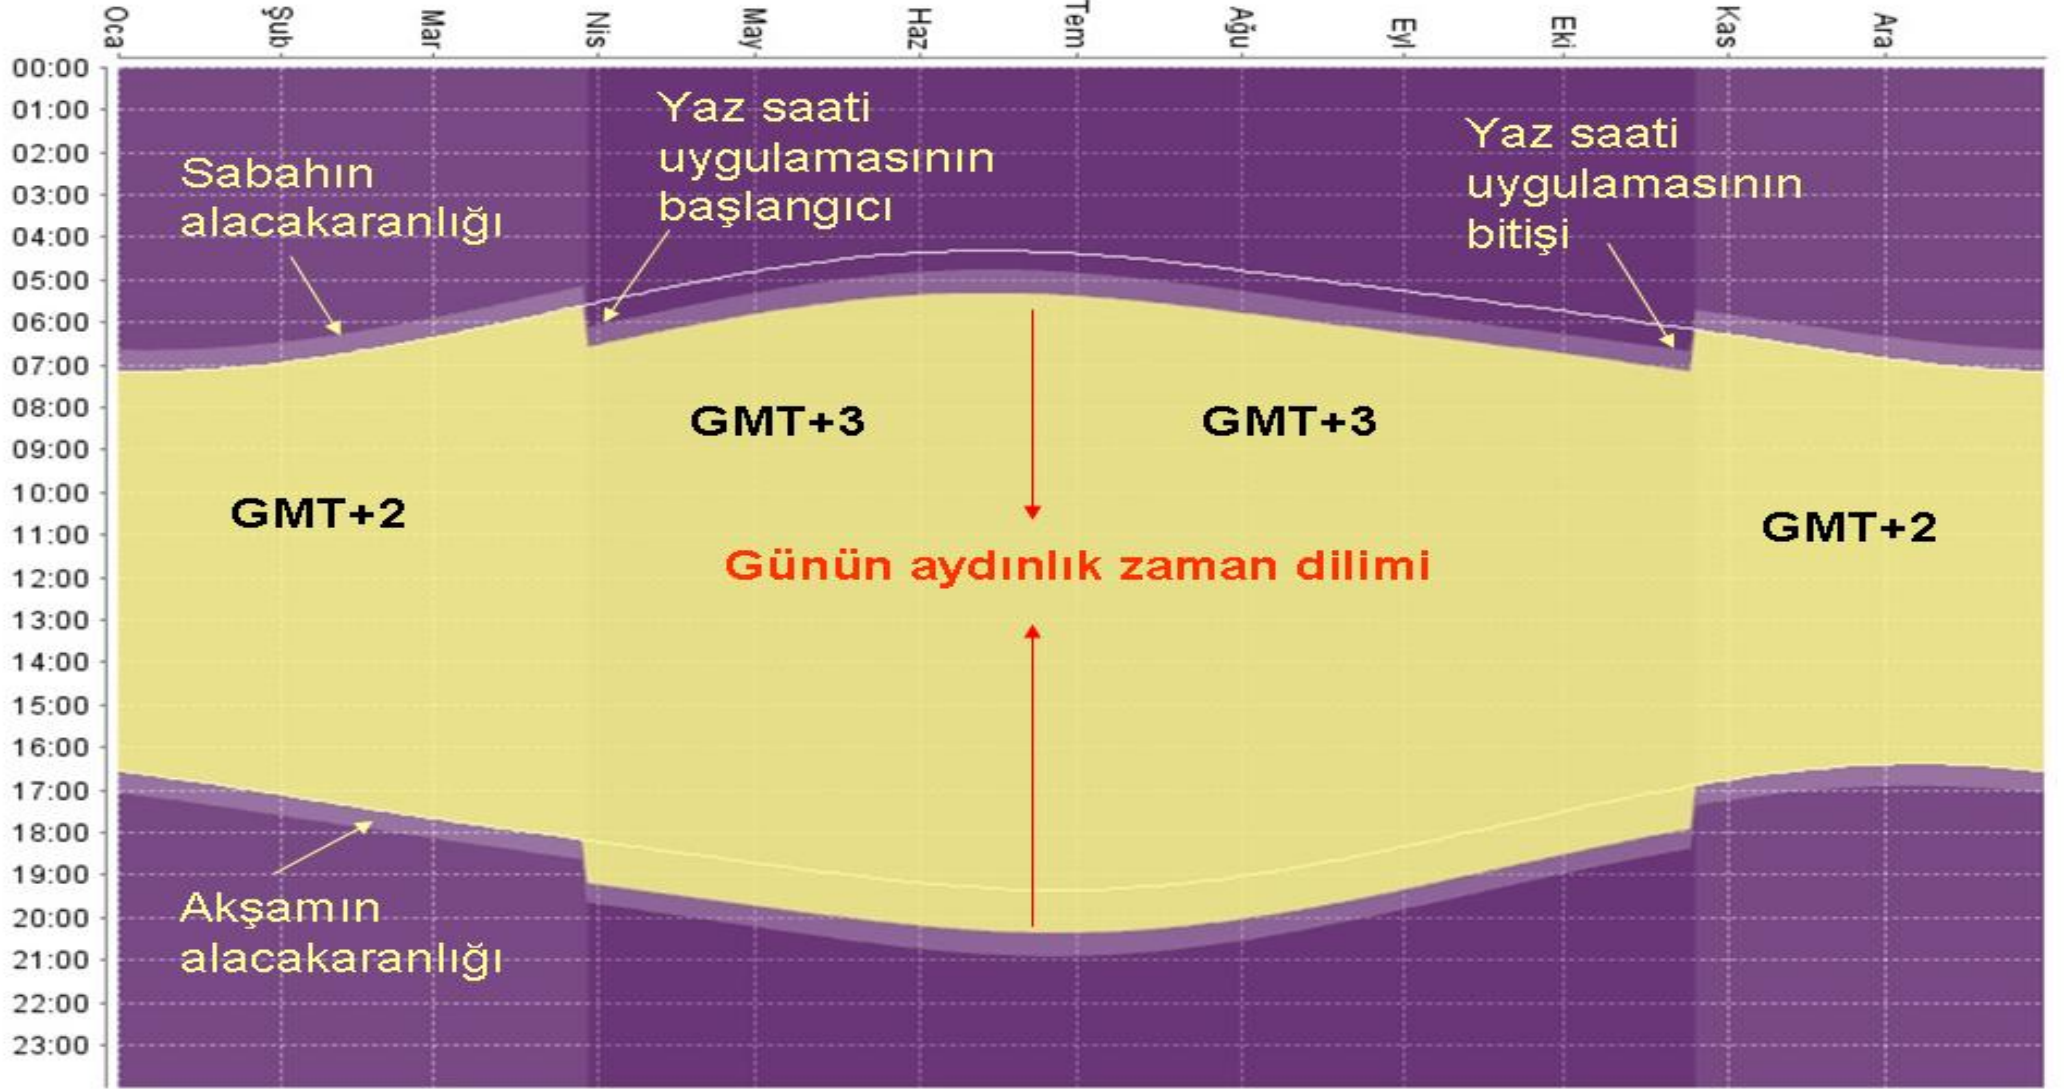 Oca
Şub
Mar
Nis
May
Haz
Tem
Ağu
Eyl
Eki
Kas
Ara
00:00
01:00
02:00
03:00
04:00
05:00
06:00
07:00
08:00
09:00
10:00
11:00
12:00
13:00
14:00
15:00
16:00
17:00
18:00
19:00
20:00
21:00
22:00
23:00
Sabahın
alacakaranlığı
Yaz saati
uygulamasının
başlangıcı
Yaz saati
uygulamasının
bitişi
GMT+2
GMT+3
GMT+3
GMT+2
Günün aydınlık zaman dilimi
Akşamın
alacakaranlığı